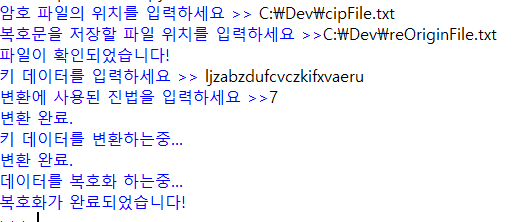 암호 파일의 위치를 입력하세요 >> C:₩Dev₩cipFile.txt
복호문을 저장할 파일 위치를 입력하세요 >>C:₩Dev₩reOriginFile.txt
파일이 확인되었습니다!
키 데이터를 입력하세요 >> ljzabzdufcvczkifxvaeru
변환에 사용된 진법을 입력하세요 >>7
변환 완료.
키 데이터를 변환하는중...
변환 완료.
데이터를 복호화 하는중...
복호화가 완료되었습니다!